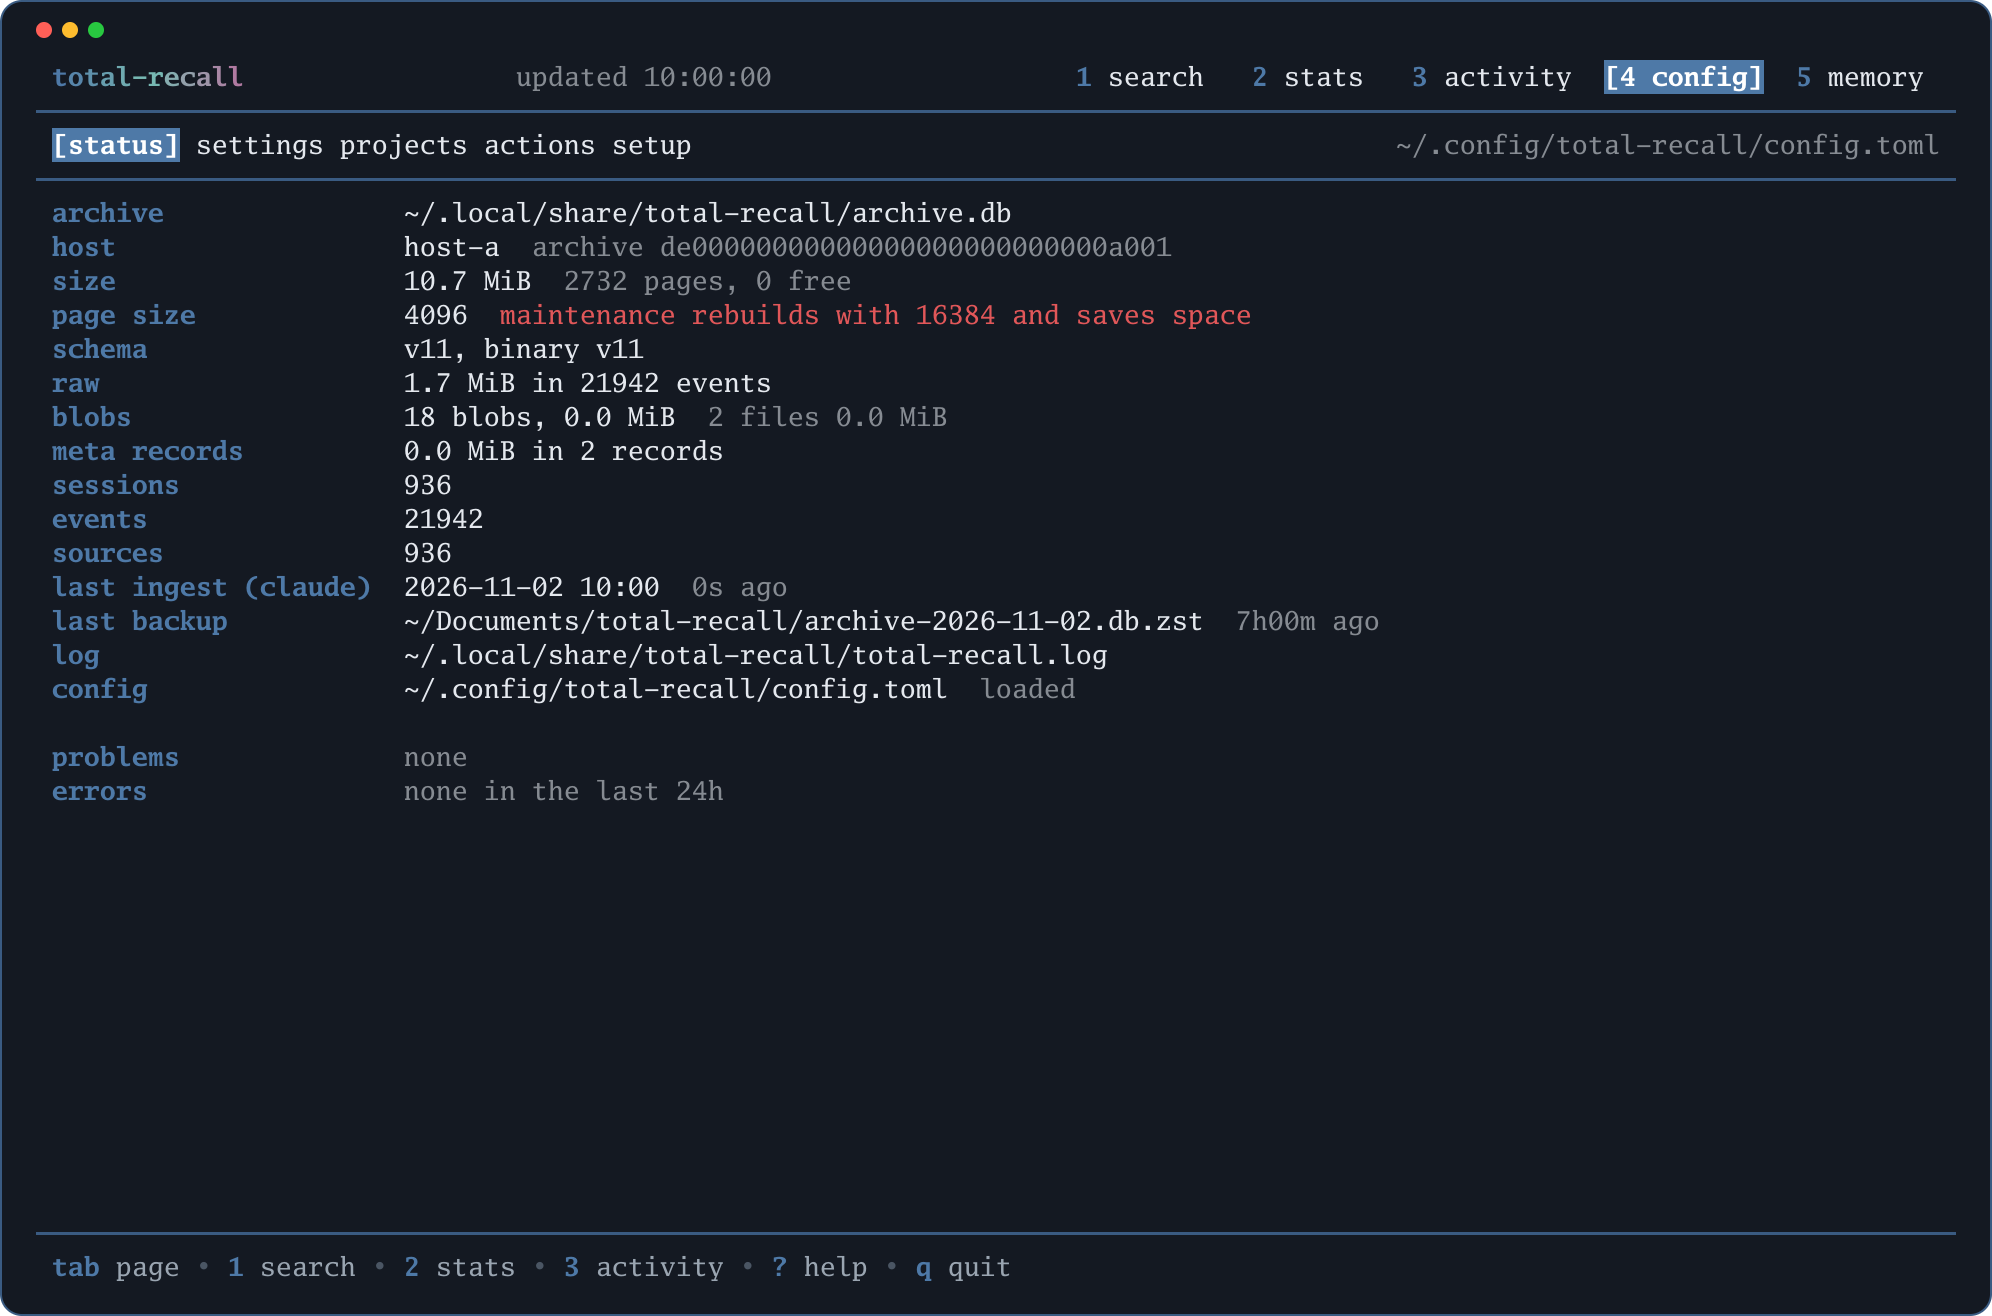 total-recall updated 10:00:00 1 search 2 stats 3 activity [4 config] 5 memory
[status] settings projects actions setup ~/.config/total-recall/config.toml
archive ~/.local/share/total-recall/archive.db
host host-a archive de00000000000000000000000000a001
size 10.7 MiB 2732 pages, 0 free
page size 4096 maintenance rebuilds with 16384 and saves space
schema v11, binary v11
raw 1.7 MiB in 21942 events
blobs 18 blobs, 0.0 MiB 2 files 0.0 MiB
meta records 0.0 MiB in 2 records
sessions 936
events 21942
sources 936
last ingest (claude) 2026-11-02 10:00 0s ago
last backup ~/Documents/total-recall/archive-2026-11-02.db.zst 7h00m ago
log ~/.local/share/total-recall/total-recall.log
config ~/.config/total-recall/config.toml loaded
problems none
errors none in the last 24h
tab page • 1 search • 2 stats • 3 activity • ? help • q quit